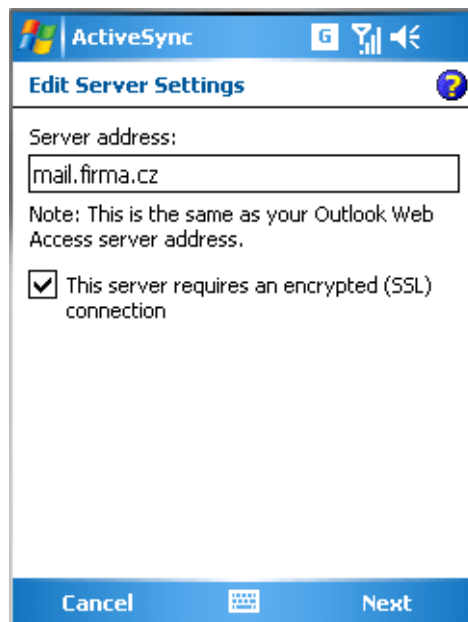 ActiveSync G
Edit Server Settings ?
Server address:
mail.firma.cz
Note: This is the same as your Outlook Web
Access server address.
This server requires an encrypted (SSL)
connection
Cancel Next